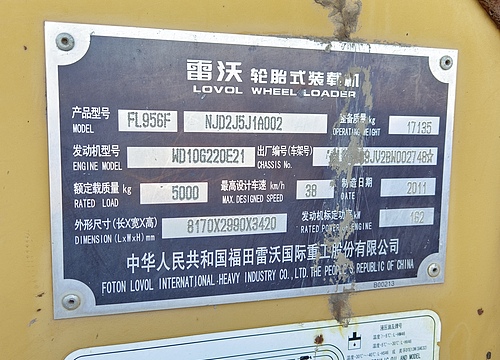 雷沃 轮胎式装载机
LOVOL WHEEL LOADER
产品型号 MODEL FL956F NJD2J5J1A002 整备质量 kg OPERATING WEIGHT 17135
发动机型号 ENGINE MODEL WD10G220E21 出厂编号(车架号) CHASSIS No. 9JV2BW002748☆
额定载质量 kg RATED LOAD 5000 最高设计车速 km/h MAX. DESIGNED SPEED 38 制造日期 DATE 2011
外形尺寸(长X宽X高) DIMENSION (LxWxH) mm 8170X2990X3420 发动机标定功率 kW RATED POWER OF ENGINE 162
中华人民共和国福田雷沃国际重工股份有限公司
FOTON LOVOL INTERNATIONAL HEAVY INDUSTRY CO., LTD. THE PEOPLE'S REPUBLIC OF CHINA
B00213